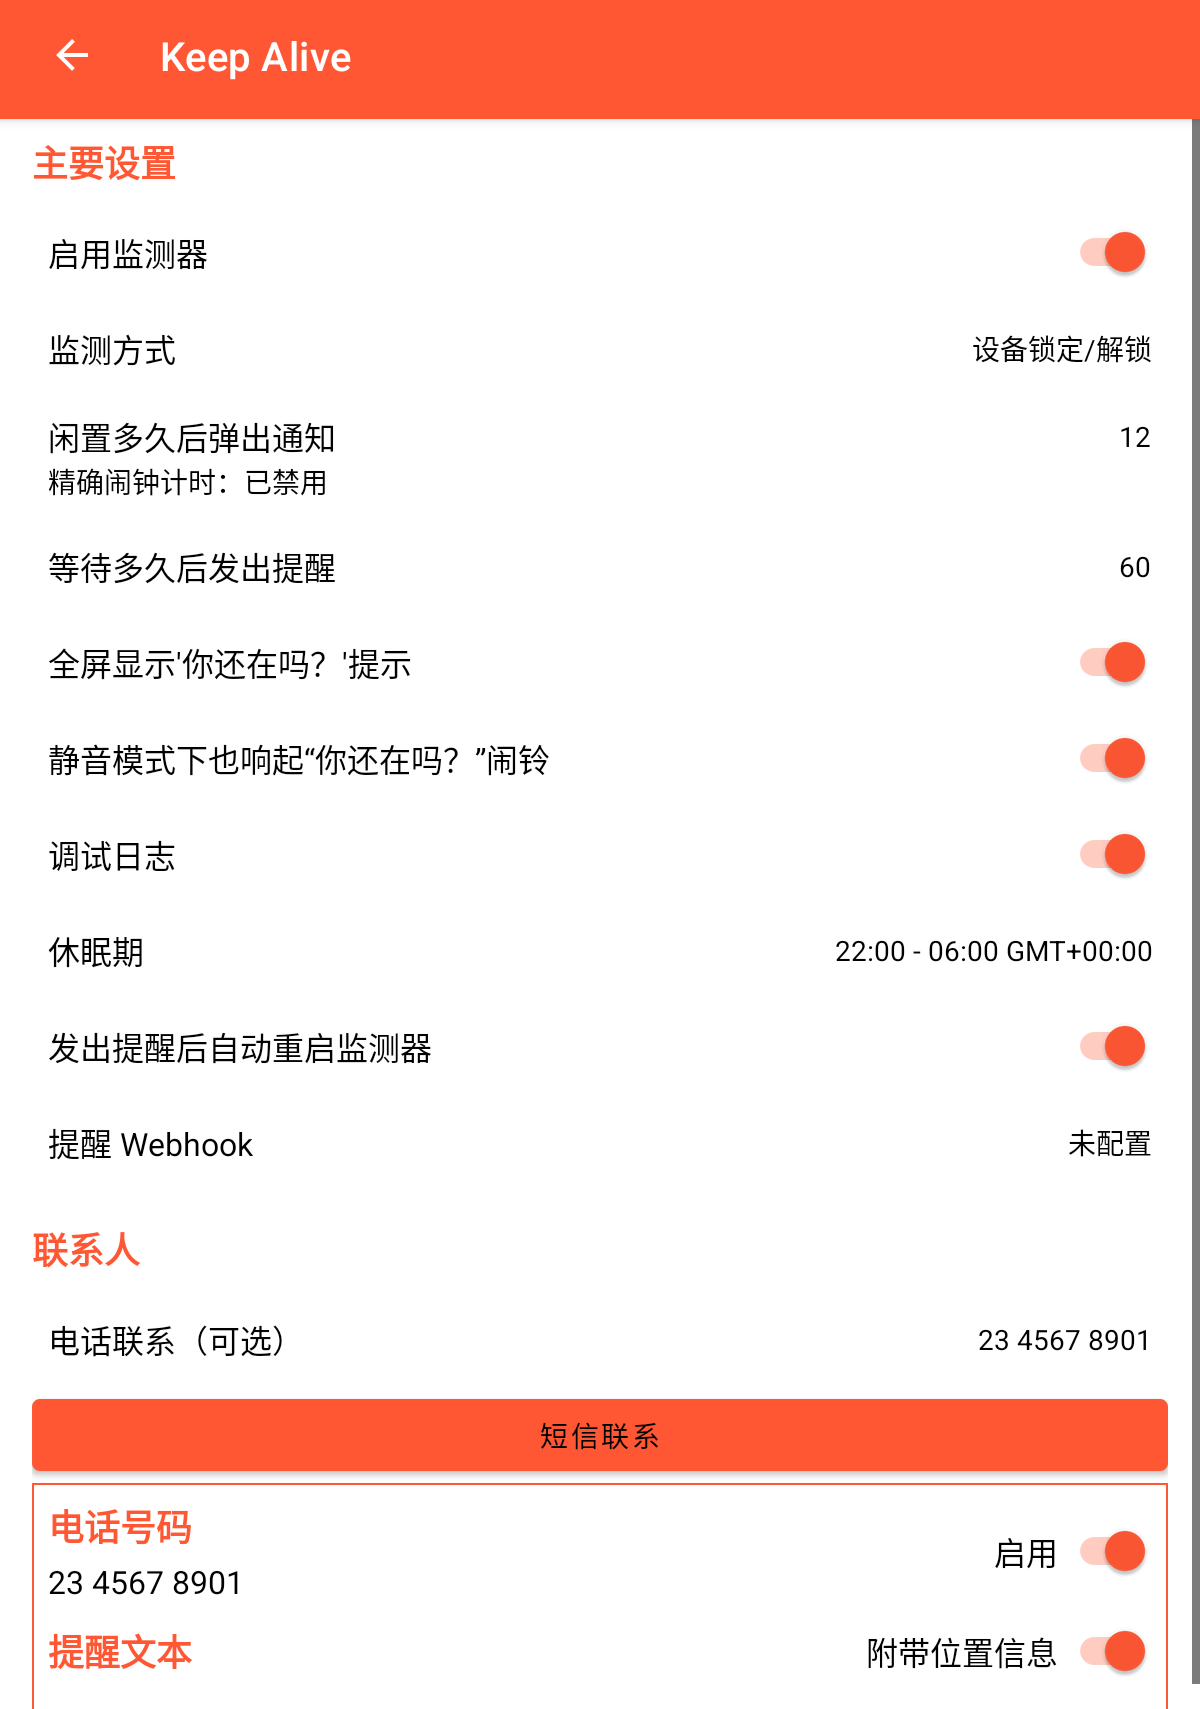 Keep Alive
主要设置
启用监测器
监测方式
设备锁定/解锁
闲置多久后弹出通知
12
精确闹钟计时：已禁用
等待多久后发出提醒
60
全屏显示'你还在吗？'提示
静音模式下也响起“你还在吗？”闹铃
调试日志
休眠期
22:00 - 06:00 GMT+00:00
发出提醒后自动重启监测器
提醒 Webhook
未配置
联系人
电话联系（可选）
23 4567 8901
短信联系
电话号码
启用
23 4567 8901
提醒文本
附带位置信息